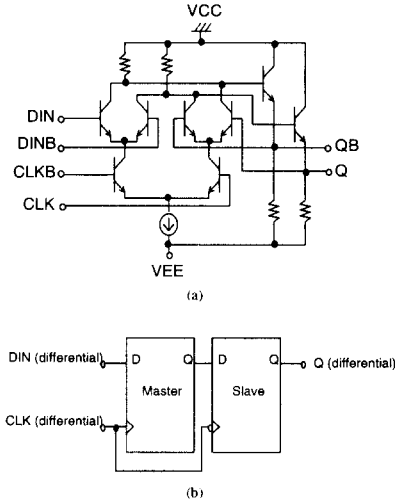 VCC
DIN
DINB
CLKB
CLK
QB
Q
VEE
(a)
DIN (differential)
D Q D Q
Q (differential)
Master Slave
CLK (differential)
(b)